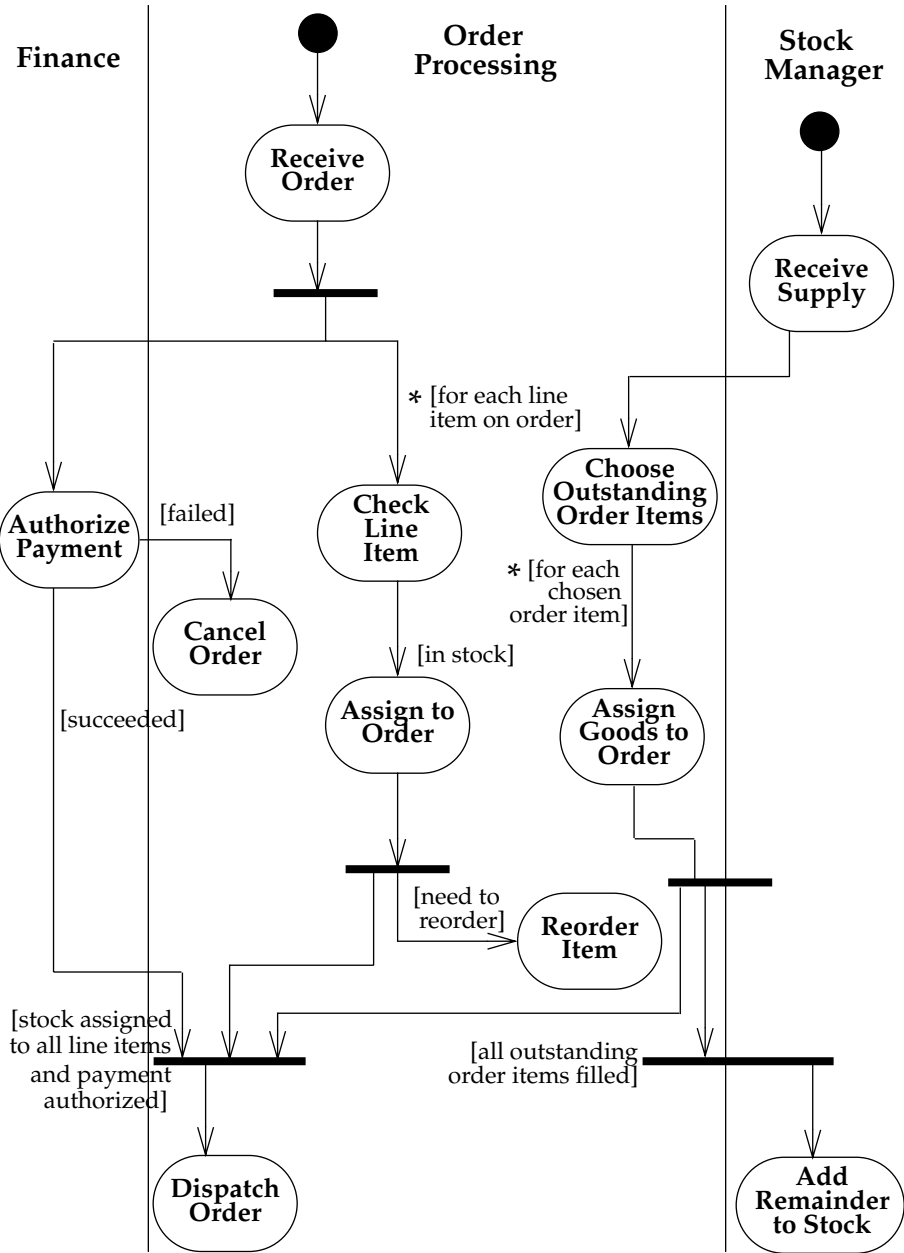 Finance
Order
Processing
Stock
Manager
Receive
Order
Receive
Supply
* [for each line
item on order]
Authorize
Payment
[failed]
Check
Line
Item
Choose
Outstanding
Order Items
* [for each
chosen
order item]
Cancel
Order
[in stock]
[succeeded]
Assign to
Order
Assign
Goods to
Order
[need to
reorder]
Reorder
Item
[stock assigned
to all line items
and payment
authorized]
[all outstanding
order items filled]
Dispatch
Order
Add
Remainder
to Stock